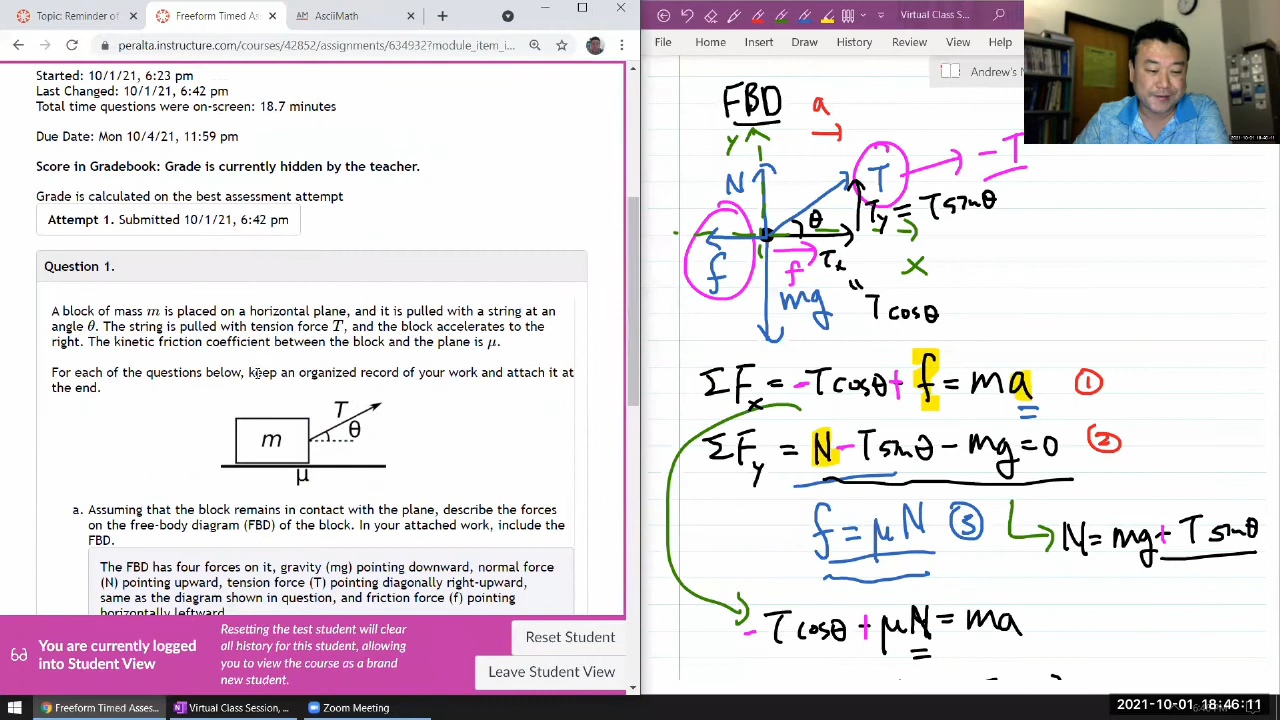 Topic Reminder o
Freeform Timed Ass
AsciiMath
peralta.instructure.com/courses/42852/assignments/634932?module_item_i...
Started: 10/1/21, 6:23 pm
Last Changed: 10/1/21, 6:42 pm
Total time questions were on-screen: 18.7 minutes
Due Date: Mon 10/4/21, 11:59 pm
Score in Gradebook: Grade is currently hidden by the teacher.
Grade is calculated on the best assessment attempt
Attempt 1. Submitted 10/1/21, 6:42 pm
Question 1.
A block of mass m is placed on a horizontal plane, and it is pulled with a string at an
angle θ. The string is pulled with tension force T, and the block accelerates to the
right. The kinetic friction coefficient between the block and the plane is μ.
For each of the questions below, keep an organized record of your work and attach it at
the end.
T
θ
m
μ
a. Assuming that the block remains in contact with the plane, describe the forces
on the free-body diagram (FBD) of the block. In your attached work, include the
FBD.
The FBD has four forces on it, gravity (mg) pointing downward, normal force
(N) pointing upward, tension force (T) pointing diagonally right-upward,
same as the diagram shown in question, and friction force (f) pointing
horizontally leftward.
You are currently logged
into Student View
Resetting the test student will clear
all history for this student, allowing
you to view the course as a brand
new student.
Reset Student
Leave Student View
Virtual Class S...
File Home Insert Draw History Review View Help
Andrew's N
FBD
a
y
N
T
-T
θ
Ty = T sinθ
f
f
Tx
x
mg
"
T cosθ
ΣFx = -T cosθ + f = ma ①
ΣFy = N - T sinθ - mg = 0 ②
f = μN ③
N = mg + T sinθ
- T cosθ + μN = ma
Freeform Timed Asses...
Virtual Class Session, ...
Zoom Meeting
2021-10-01 18:46:11